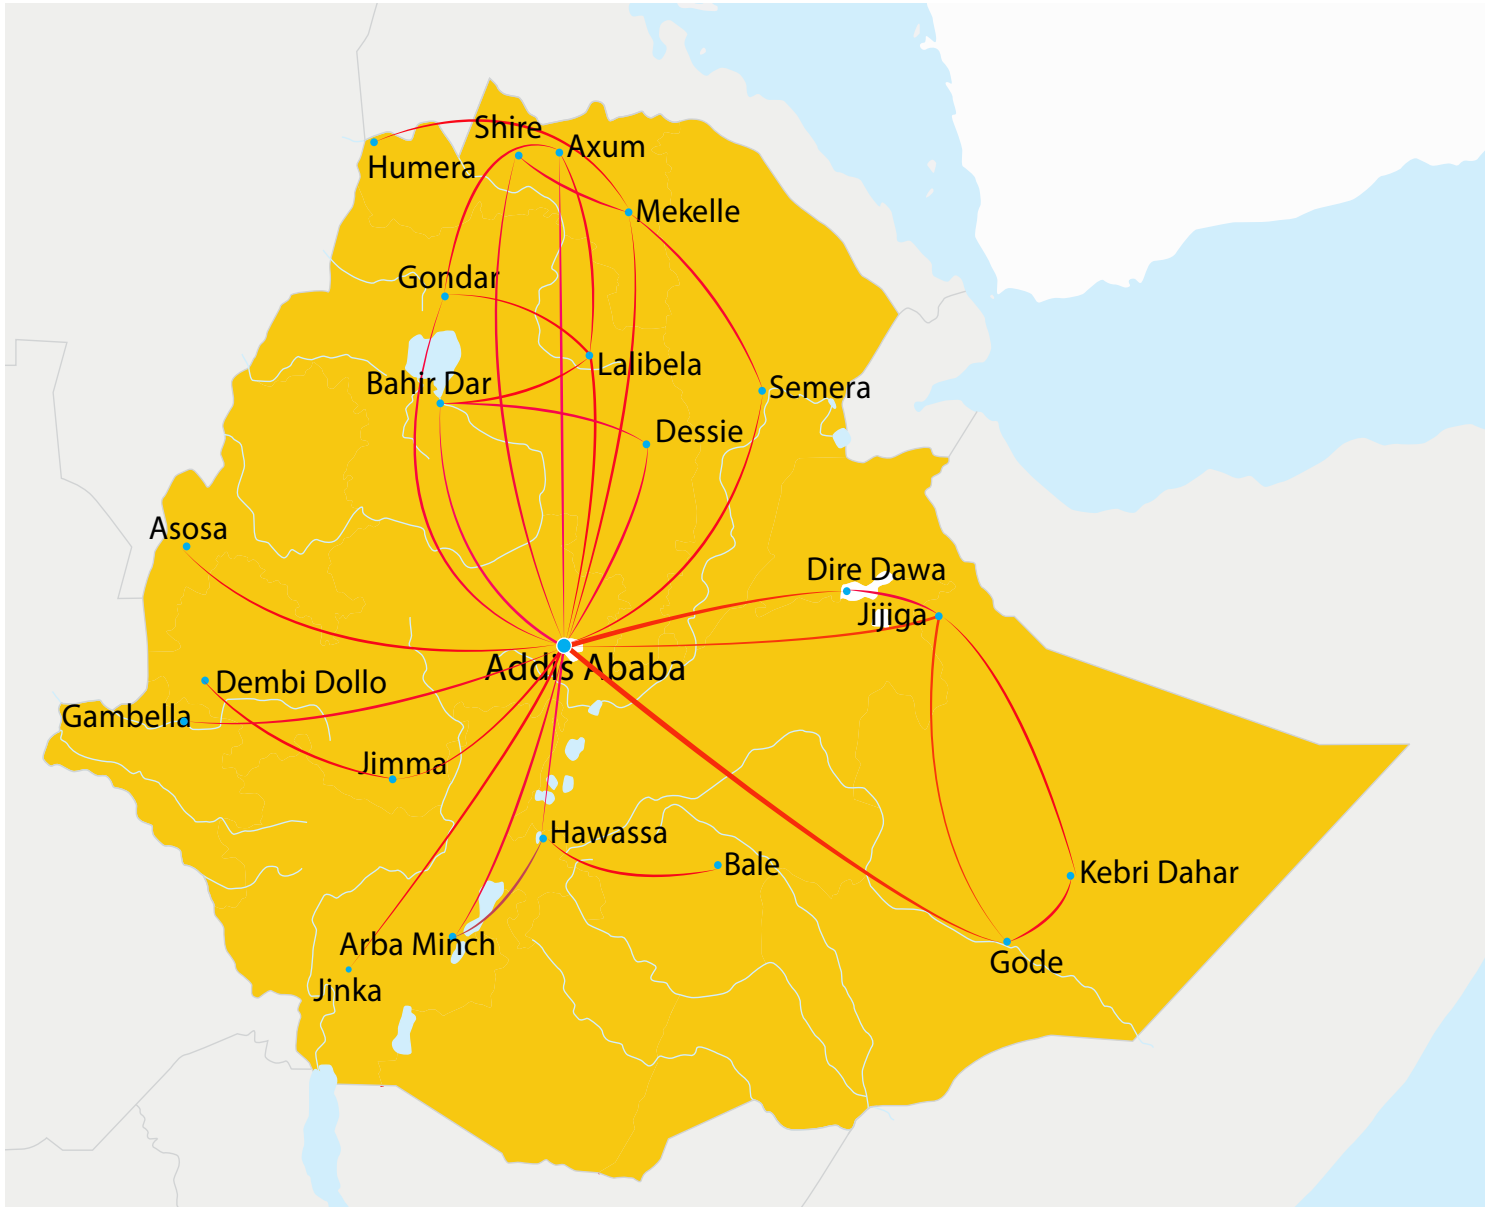 Shire
Axum
Humera
Mekelle
Gondar
Lalibela
Bahir Dar
Semera
Dessie
Asosa
Dire Dawa
Jijiga
Addis Ababa
Dembi Dollo
Gambella
Jimma
Hawassa
Bale
Kebri Dahar
Arba Minch
Gode
Jinka